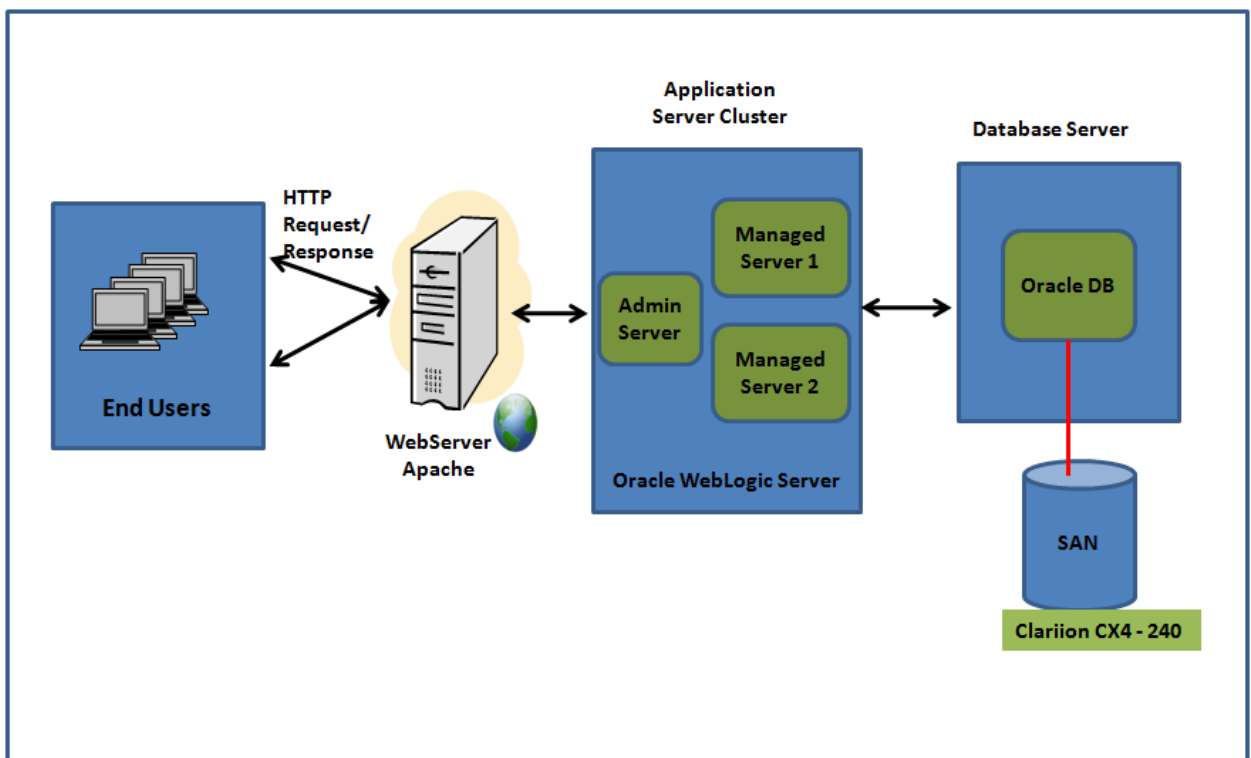 Application
Server Cluster
Database Server
HTTP
Request/
Response
End Users
WebServer
Apache
Admin
Server
Managed
Server 1
Managed
Server 2
Oracle WebLogic Server
Oracle DB
SAN
Clariion CX4 - 240